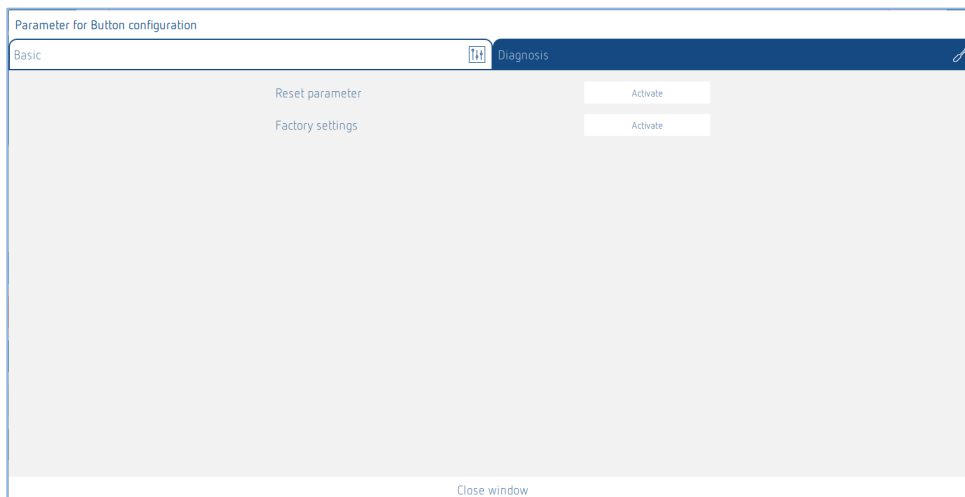 Parameter for Button configuration
Basic
Diagnosis
Reset parameter
Activate
Factory settings
Activate
Close window